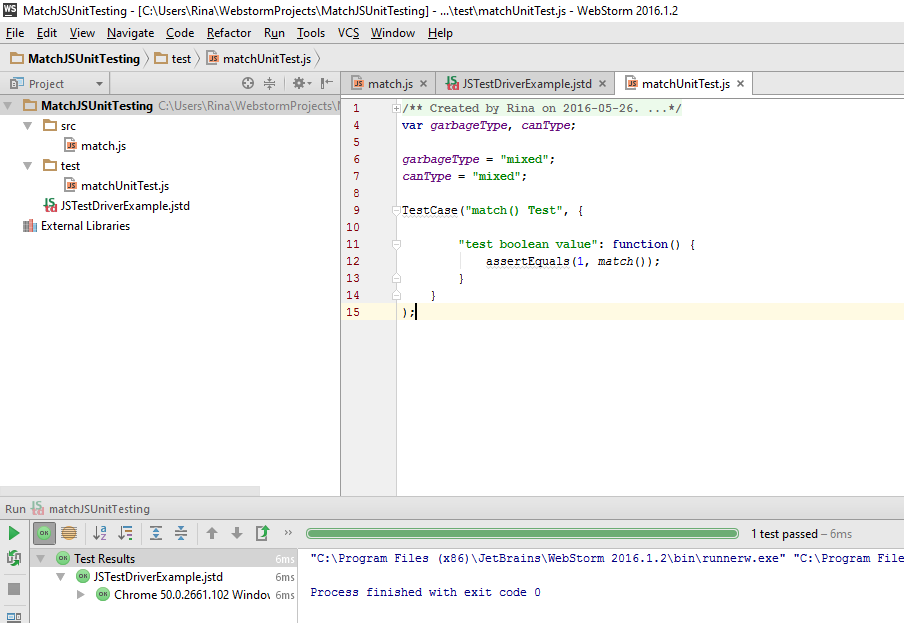 WS MatchJSUnitTesting - [C:\Users\Rina\WebstormProjects\MatchJSUnitTesting] - ...\test\matchUnitTest.js - WebStorm 2016.1.2
File Edit View Navigate Code Refactor Run Tools VCS Window Help
MatchJSUnitTesting test matchUnitTest.js
Project
match.js JSTestDriverExample.jstd matchUnitTest.js
MatchJSUnitTesting C:\Users\Rina\WebstormProjects\
src
match.js
test
matchUnitTest.js
JSTestDriverExample.jstd
External Libraries
1 /** Created by Rina on 2016-05-26. ...*/
4 var garbageType, canType;
5
6 garbageType = "mixed";
7 canType = "mixed";
8
9 TestCase("match() Test", {
10
11 "test boolean value": function() {
12 assertEquals(1, match());
13 }
14 }
15 );
Run matchJSUnitTesting
1 test passed – 6ms
Test Results 6ms
JSTestDriverExample.jstd 6ms
Chrome 50.0.2661.102 Windov 6ms
"C:\Program Files (x86)\JetBrains\WebStorm 2016.1.2\bin\runnerw.exe" "C:\Program File
Process finished with exit code 0